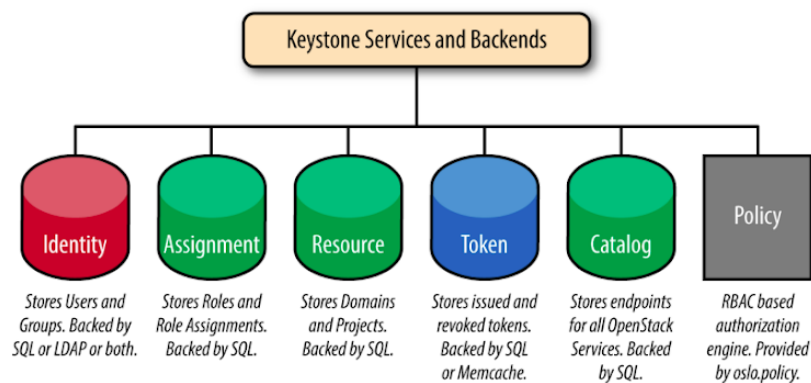 Keystone Services and Backends
Identity
Assignment
Resource
Token
Catalog
Policy
Stores Users and
Groups. Backed by
SQL or LDAP or both.
Stores Roles and
Role Assignments.
Backed by SQL.
Stores Domains
and Projects.
Backed by SQL.
Stores issued and
revoked tokens.
Backed by SQL
or Memcache.
Stores endpoints
for all OpenStack
Services. Backed
by SQL.
RBAC based
authorization
engine. Provided
by oslo.policy.